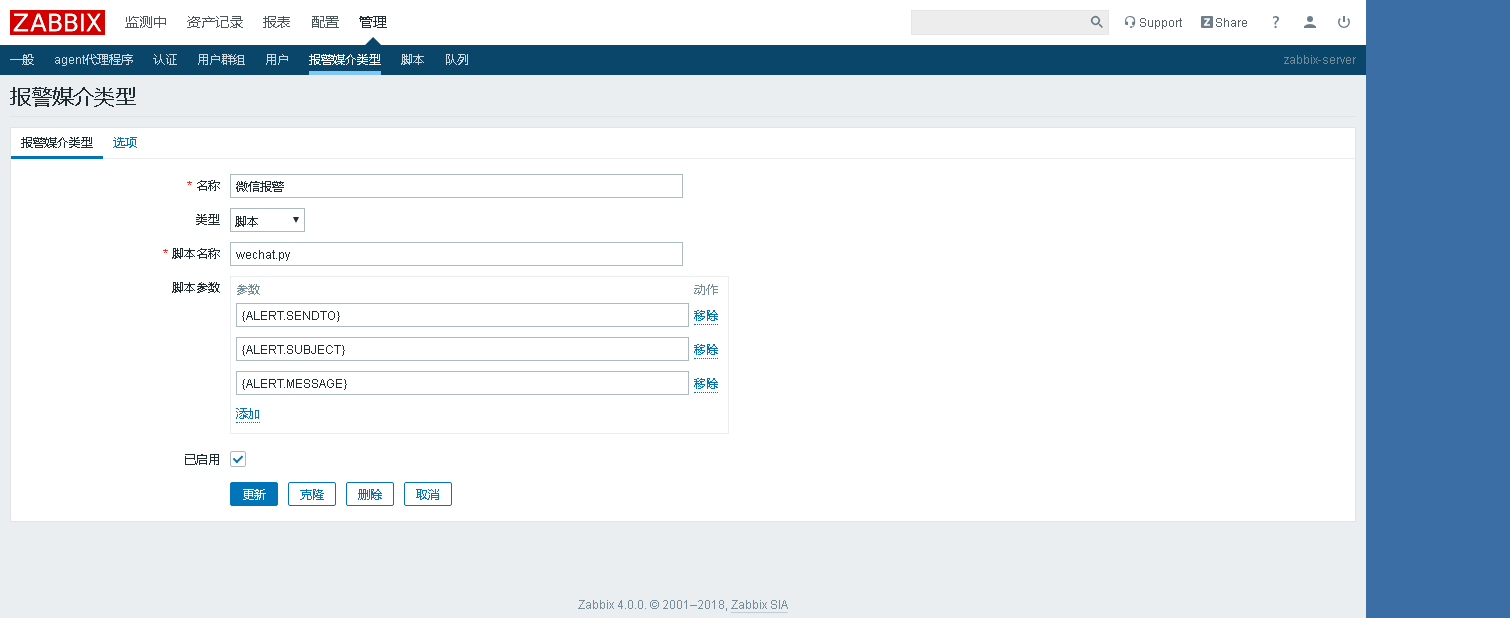 ZABBIX 监测中 资产记录 报表 配置 管理 Support Z Share ?
一般 agent代理程序 认证 用户群组 用户 报警媒介类型 脚本 队列 zabbix-server
报警媒介类型
报警媒介类型 选项
* 名称 微信报警
类型 脚本
* 脚本名称 wechat.py
脚本参数 参数 动作
{ALERT.SENDTO} 移除
{ALERT.SUBJECT} 移除
{ALERT.MESSAGE} 移除
添加
已启用
更新 克隆 删除 取消
Zabbix 4.0.0. © 2001–2018, Zabbix SIA